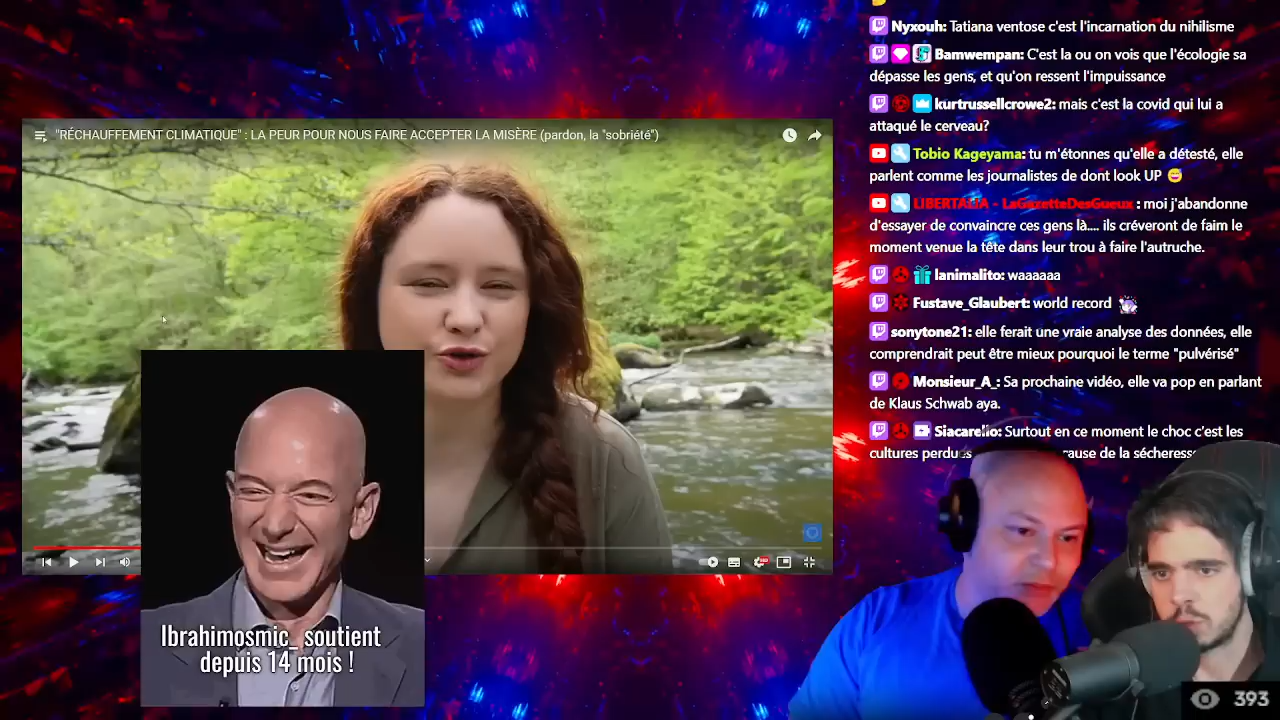 "RÉCHAUFFEMENT CLIMATIQUE" : LA PEUR POUR NOUS FAIRE ACCEPTER LA MISÈRE (pardon, la "sobriété")
Ibrahimosmic_ soutient
depuis 14 mois !
Nyxouh: Tatiana ventose c'est l'incarnation du nihilisme
Bamwempan: C'est la ou on vois que l'écologie sa
dépasse les gens, et qu'on ressent l'impuissance
kurtrussellcrowe2: mais c'est la covid qui lui a
attaqué le cerveau?
Tobio Kageyama: tu m'étonnes qu'elle a détesté, elle
parlent comme les journalistes de dont look UP
LIBERTALIA - LaGazetteDesGueux : moi j'abandonne
d'essayer de convaincre ces gens là.... ils créveront de faim le
moment venue la tête dans leur trou à faire l'autruche.
lanimalito: waaaaa
Fustave_Glaubert: world record
sonytone21: elle ferait une vraie analyse des données, elle
comprendrait peut être mieux pourquoi le terme "pulvérisé"
Monsieur_A_: Sa prochaine vidéo, elle va pop en parlant
de Klaus Schwab aya.
Siacarello: Surtout en ce moment le choc c'est les
cultures perdues cause de la sécheresse
393